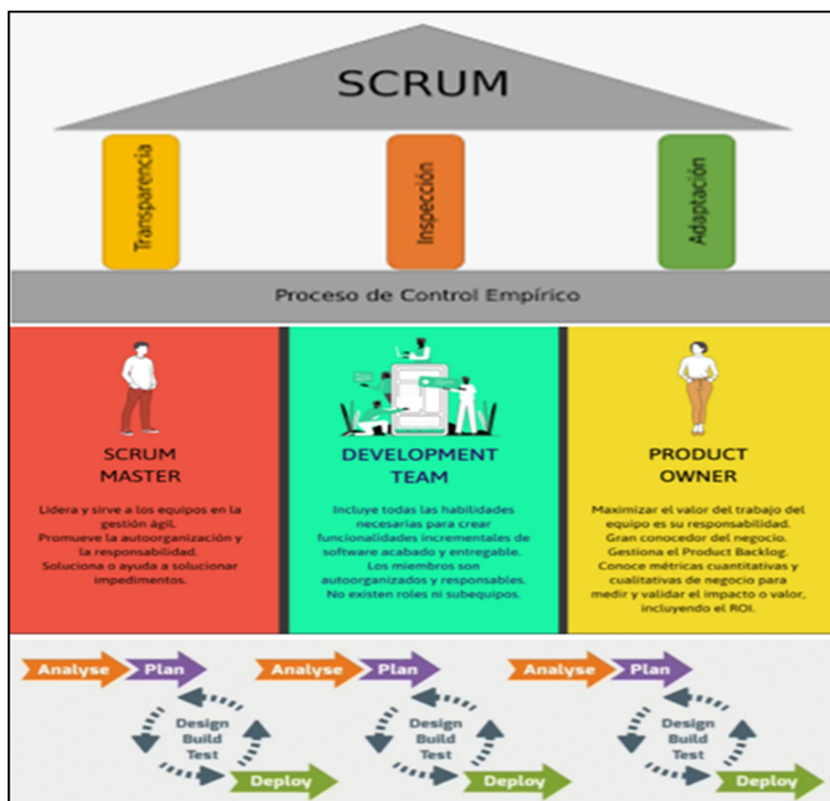 SCRUM
Transparencia
Inspección
Adaptación
Proceso de Control Empírico
SCRUM
MASTER
Lidera y sirve a los equipos en la
gestión ágil.
Promueve la autoorganización y
la responsabilidad.
Soluciona o ayuda a solucionar
impedimentos.
DEVELOPMENT
TEAM
Incluye todas las habilidades
necesarias para crear
funcionalidades incrementales de
software acabado y entregable.
Los miembros son
autoorganizados y responsables.
No existen roles ni subequipos.
PRODUCT
OWNER
Maximizar el valor del trabajo del
equipo es su responsabilidad.
Gran conocedor del negocio.
Gestiona el Product Backlog.
Conoce métricas cuantitativas y
cualitativas de negocio para
medir y validar el impacto o valor,
incluyendo el ROI.
Analyse
Plan
Design
Build
Test
Deploy
Analyse
Plan
Design
Build
Test
Deploy
Analyse
Plan
Design
Build
Test
Deploy